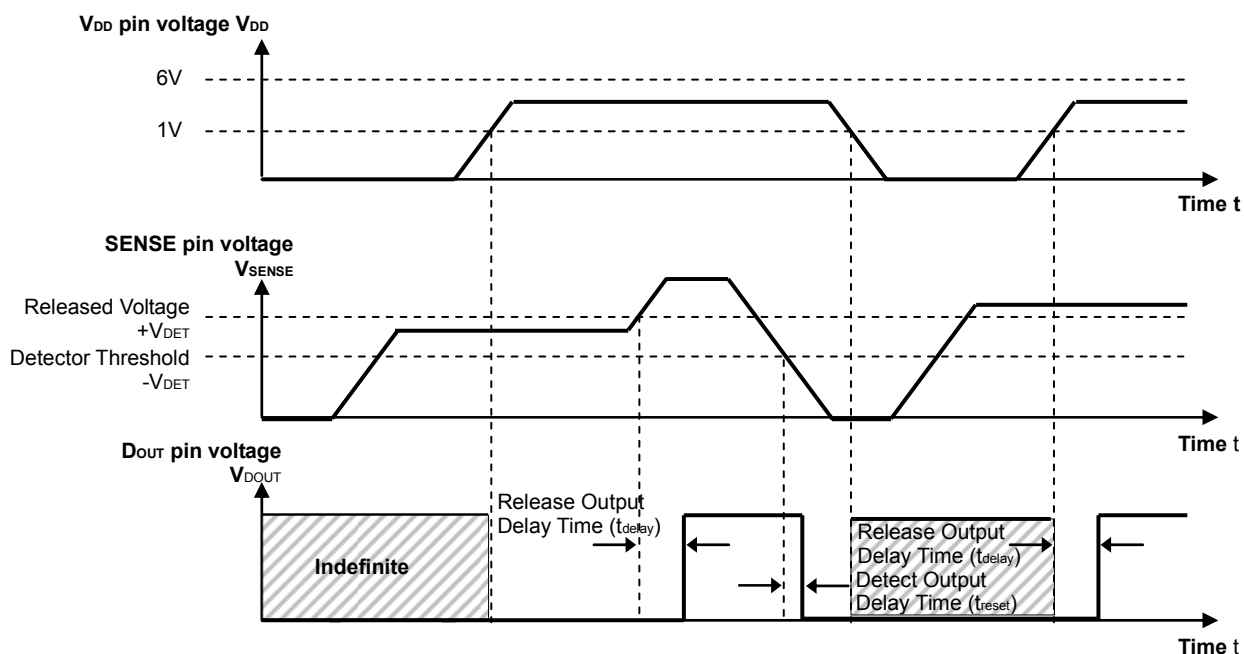 VDD pin voltage VDD
6V
1V
Time t
SENSE pin voltage
VSENSE
Released Voltage
+VDET
Detector Threshold
-VDET
Time t
DOUT pin voltage
VDOUT
Release Output
Delay Time (tdelay)
Indefinite
Release Output
Delay Time (tdelay)
Detect Output
Delay Time (treset)
Time t